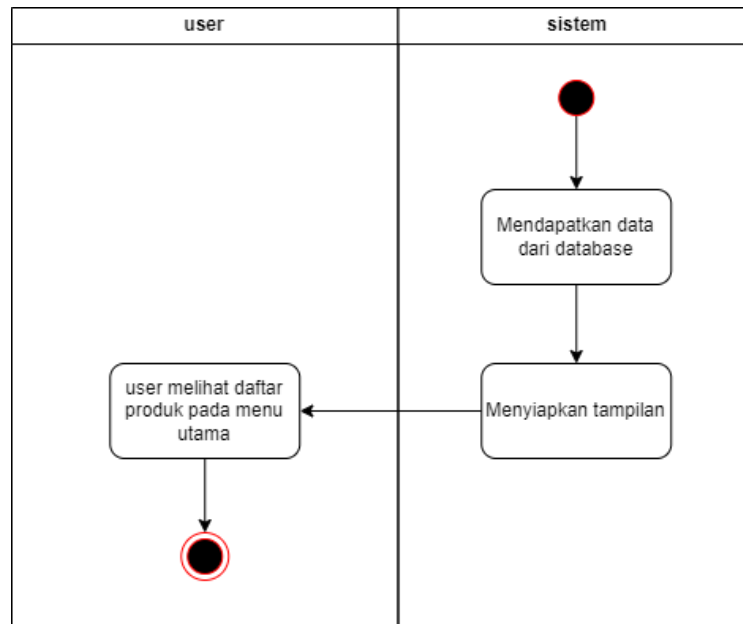 user
sistem
Mendapatkan data
dari database
user melihat daftar
produk pada menu
utama
Menyiapkan tampilan